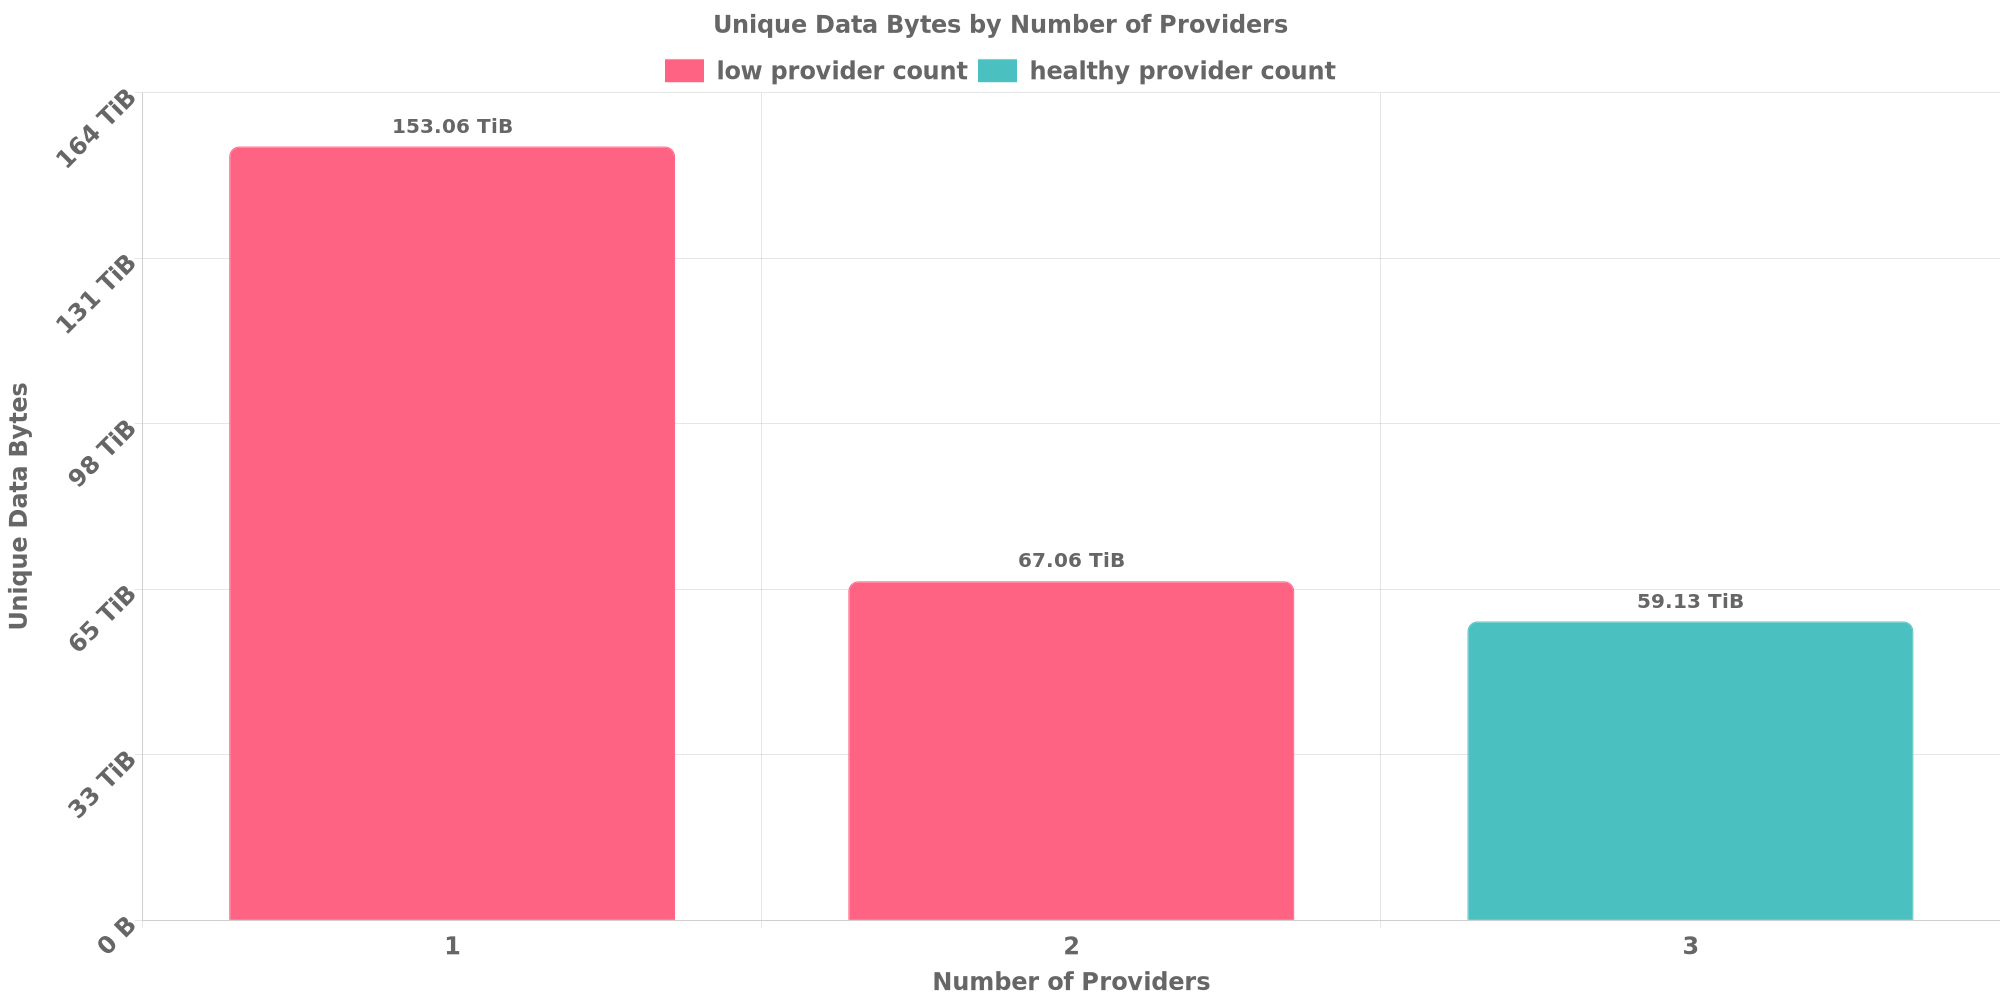 Unique Data Bytes by Number of Providers
low provider count healthy provider count
164 TiB
131 TiB
98 TiB
65 TiB
33 TiB
0 B
Unique Data Bytes
153.06 TiB
67.06 TiB
59.13 TiB
1 2 3
Number of Providers